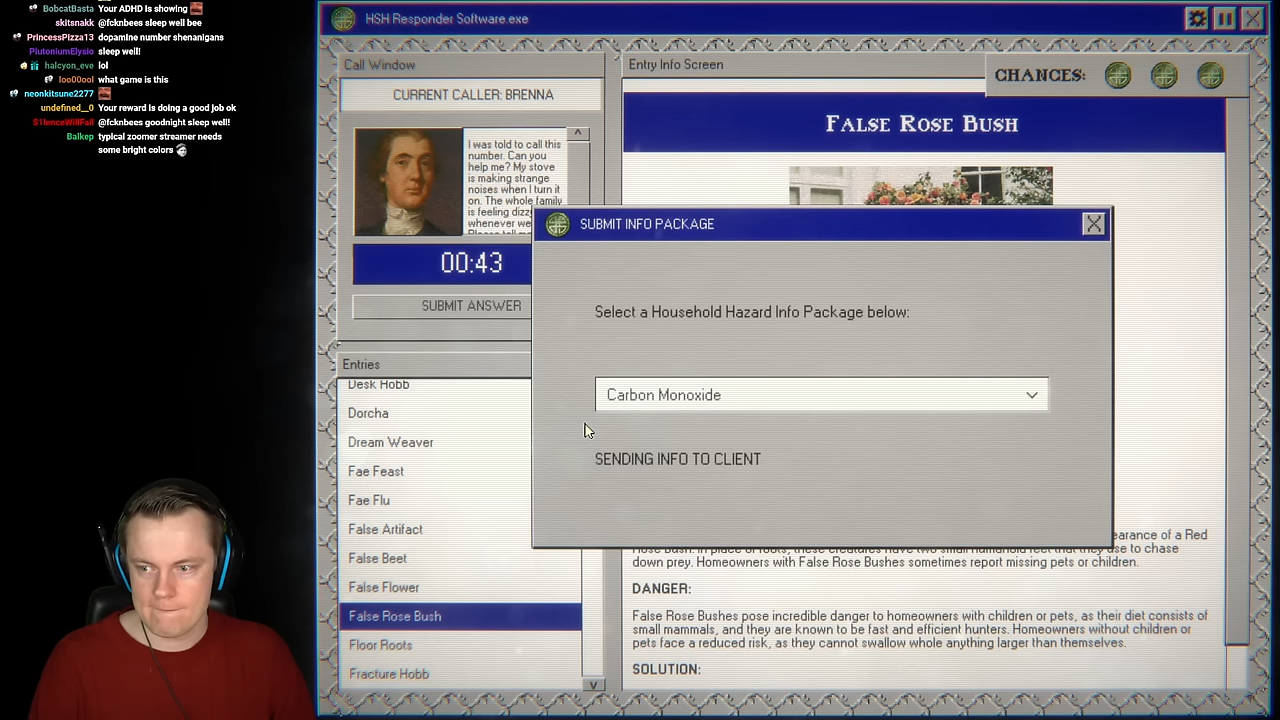 BobcatBasta Your ADHD Is showing
skitsnakk @fcknbees sleep well bee
PrincessPizza13 dopamine number shenanigans
PlutoniumElysio sleep well!
halcyon_eve lol
loo00ool what game is this
neonkitsune2277
undefined__0 Your reward is doing a good job ok
S1lenceWillFall @fcknbees goodnight sleep well!
Balkep typical zoomer streamer needs
some bright colors
HSH Responder Software.exe
Call Window
CURRENT CALLER: BRENNA
I was told to call this
number. Can you
help me? My stove
is making strange
noises when I turn it
on. The whole family
is feeling dizzy
whenever we
00:43
SUBMIT ANSWER
Entries
Desk Hobb
Dorcha
Dream Weaver
Fae Feast
Fae Flu
False Artifact
False Beet
False Flower
False Rose Bush
Floor Roots
Fracture Hobb
Entry Info Screen
CHANCES:
FALSE ROSE BUSH
SUBMIT INFO PACKAGE
Select a Household Hazard Info Package below:
Carbon Monoxide
SENDING INFO TO CLIENT
earance of a Red
Rose Bush. In place of roots, these creatures have two small humanoid feet that they use to chase
down prey. Homeowners with False Rose Bushes sometimes report missing pets or children.
DANGER:
False Rose Bushes pose incredible danger to homeowners with children or pets, as their diet consists of
small mammals, and they are known to be fast and efficient hunters. Homeowners without children or
pets face a reduced risk, as they cannot swallow whole anything larger than themselves.
SOLUTION: